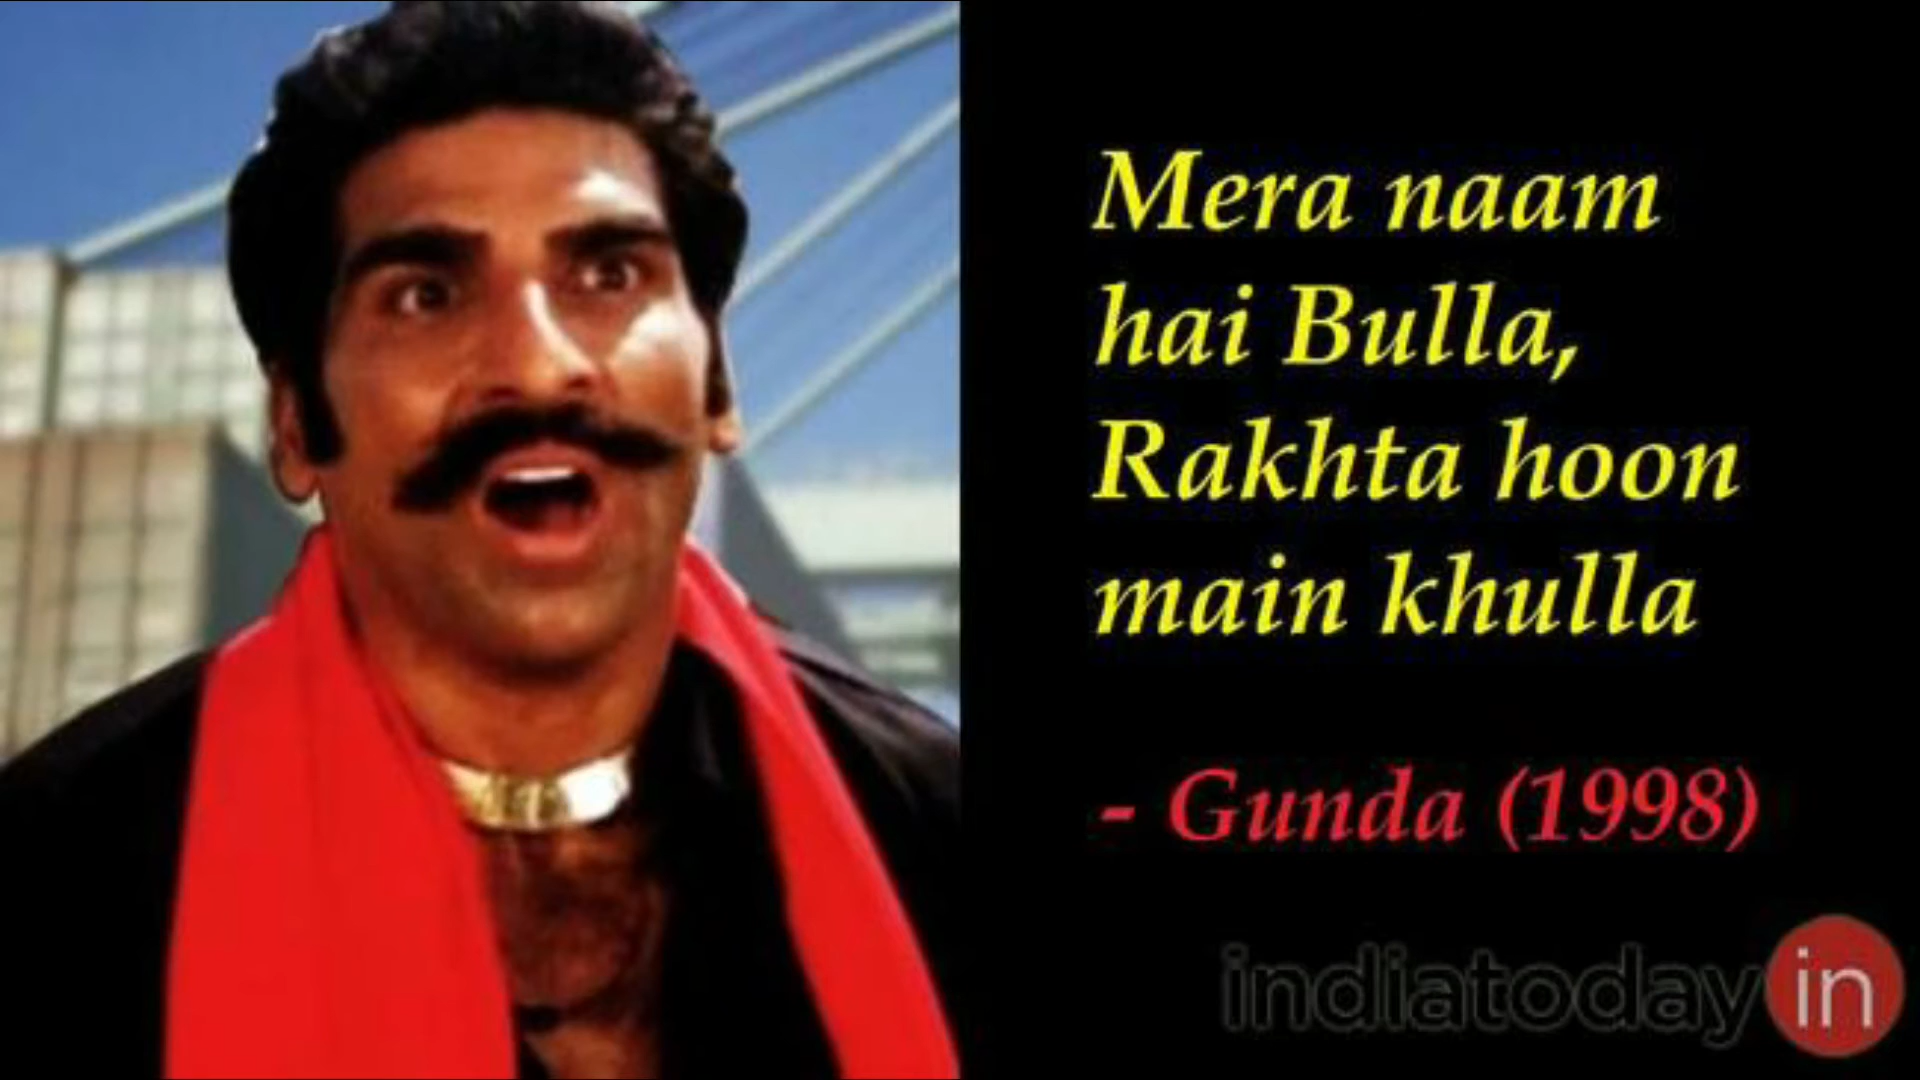 Mera naam
hai Bulla,
Rakhta hoon
main khulla
- Gunda (1998)
indiatoday in